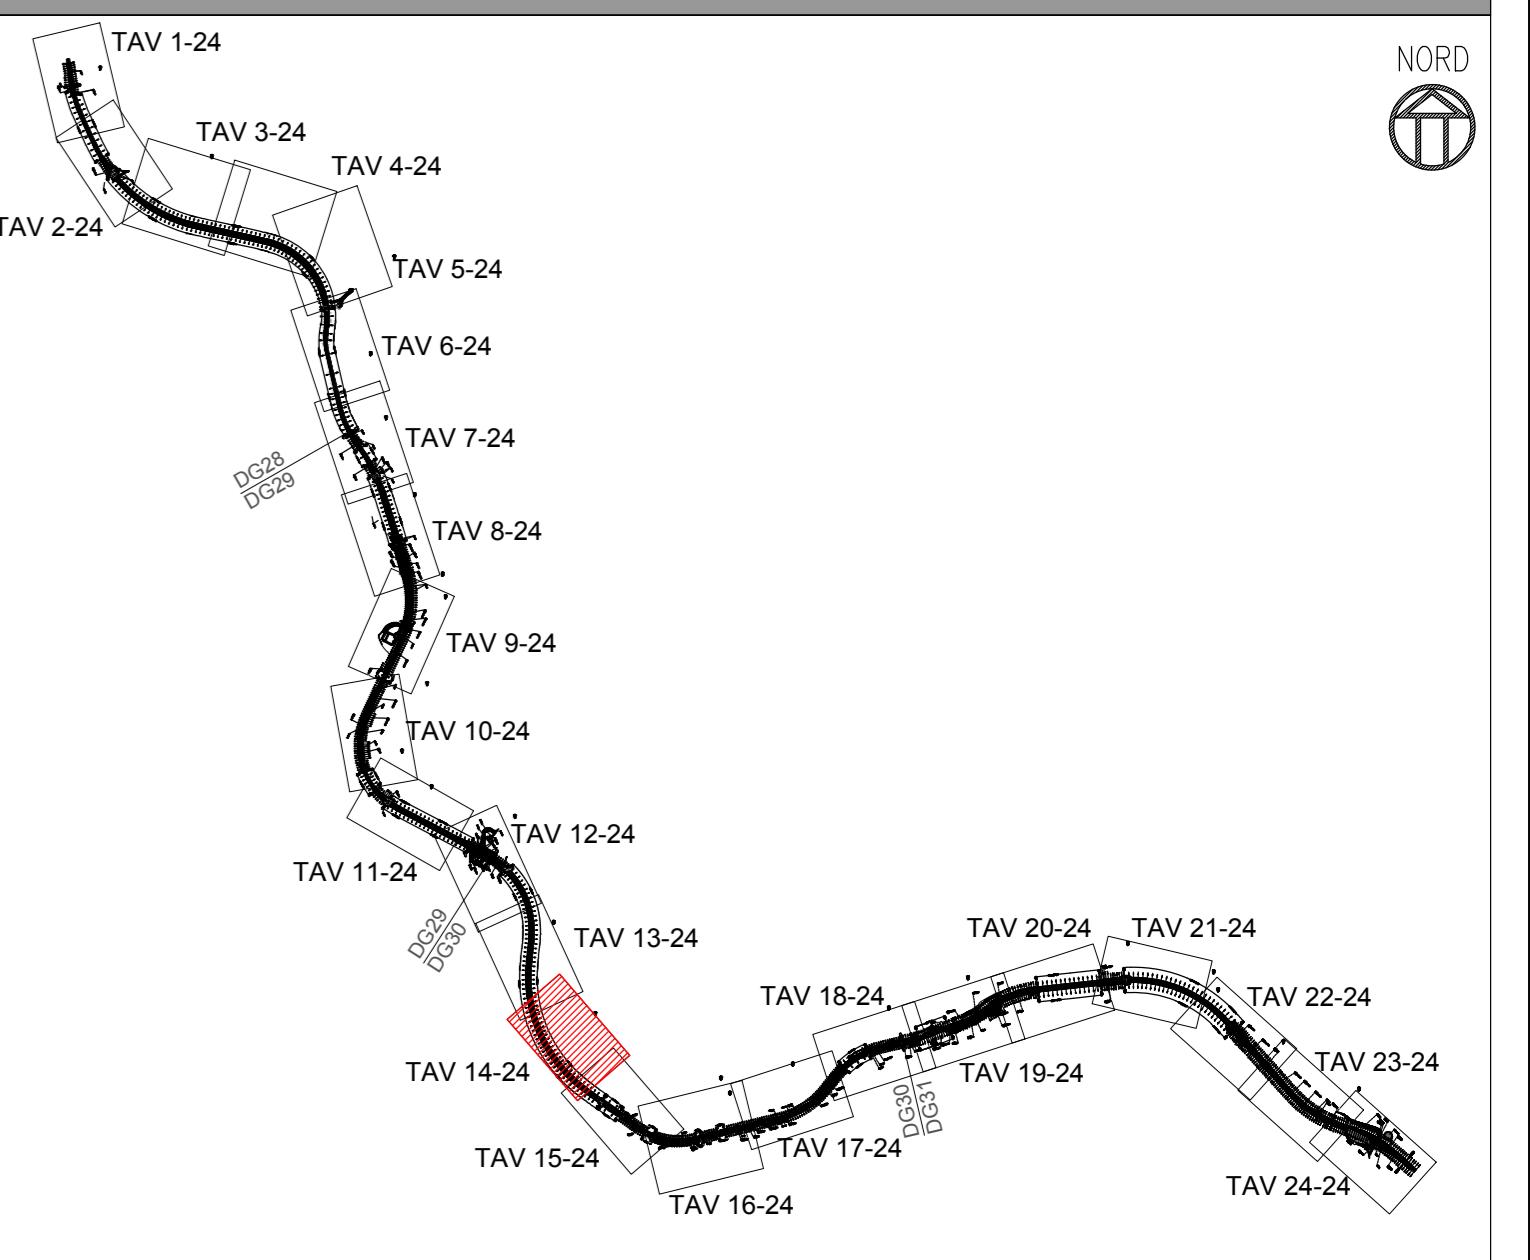 TAV 1-24
NORD
TAV 3-24
TAV 4-24
TAV 2-24
TAV 5-24
TAV 6-24
TAV 7-24
DG28
DG29
TAV 8-24
TAV 9-24
TAV 10-24
TAV 12-24
TAV 11-24
DG29
DG30
TAV 13-24
TAV 20-24
TAV 21-24
TAV 18-24
TAV 22-24
TAV 14-24
TAV 19-24
TAV 23-24
DG30
DG31
TAV 15-24
TAV 17-24
TAV 24-24
TAV 16-24